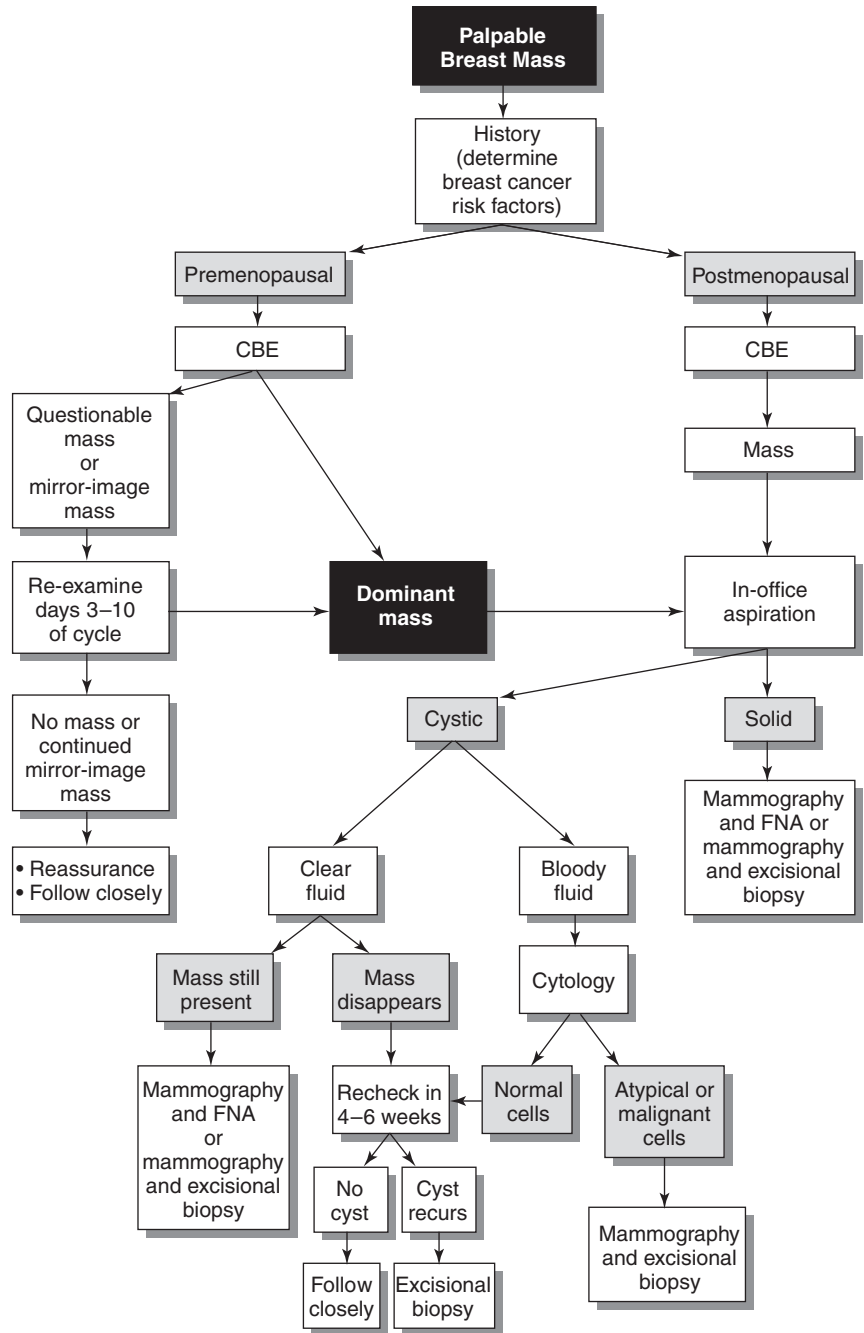 Palpable
Breast Mass
History
(determine
breast cancer
risk factors)
Premenopausal
Postmenopausal
CBE
CBE
Questionable
mass
or
mirror-image
mass
Mass
Re-examine
days 3–10
of cycle
Dominant
mass
In-office
aspiration
No mass or
continued
mirror-image
mass
Cystic
Solid
Mammography
and FNA or
mammography
and excisional
biopsy
• Reassurance
• Follow closely
Clear
fluid
Bloody
fluid
Mass still
present
Mass
disappears
Cytology
Mammography
and FNA
or
mammography
and excisional
biopsy
Recheck in
4–6 weeks
Normal
cells
Atypical or
malignant
cells
No
cyst
Cyst
recurs
Mammography
and excisional
biopsy
Follow
closely
Excisional
biopsy